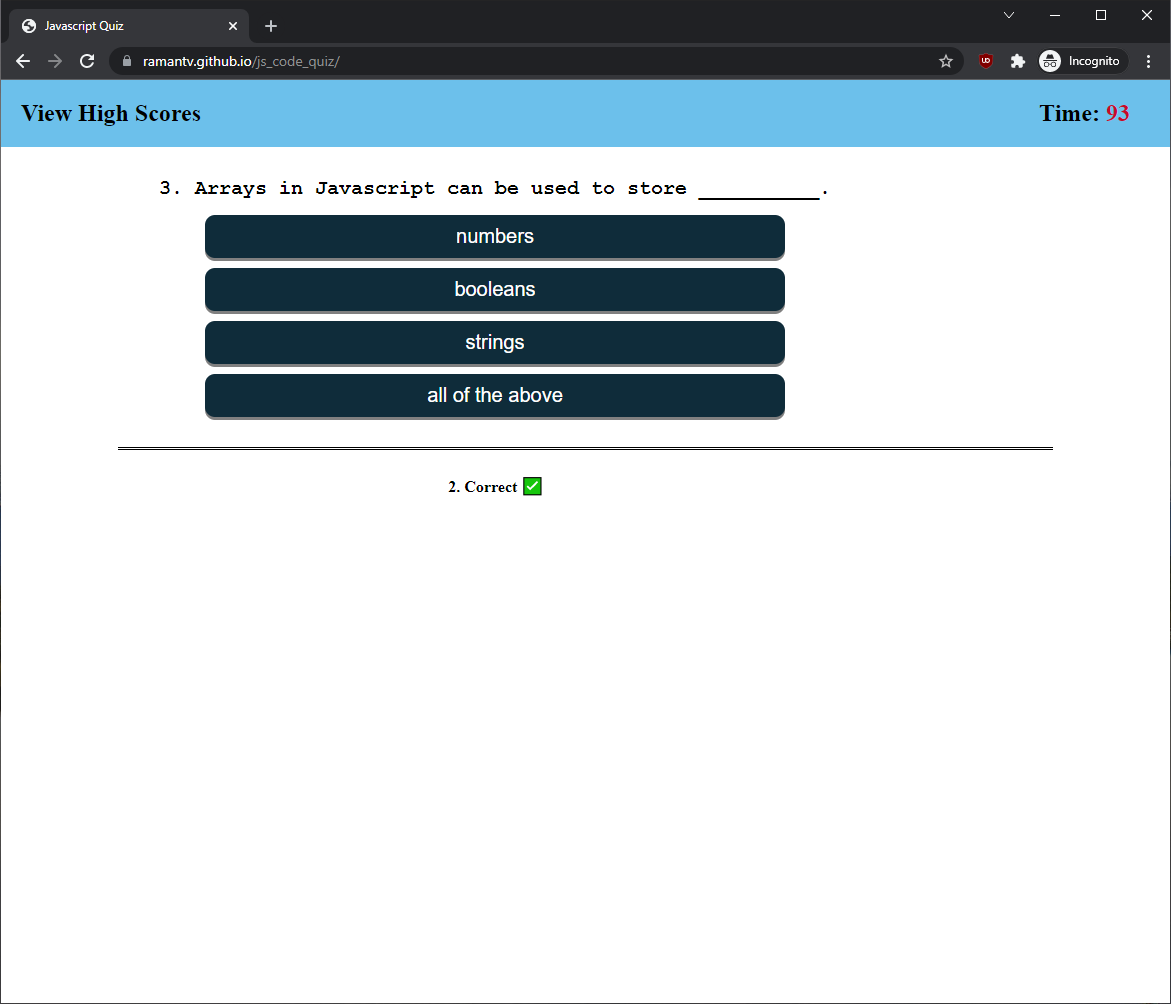 Javascript Quiz
ramantv.github.io/js_code_quiz/
Incognito
View High Scores
Time: 93
3. Arrays in Javascript can be used to store __________.
numbers
booleans
strings
all of the above
2. Correct ✅